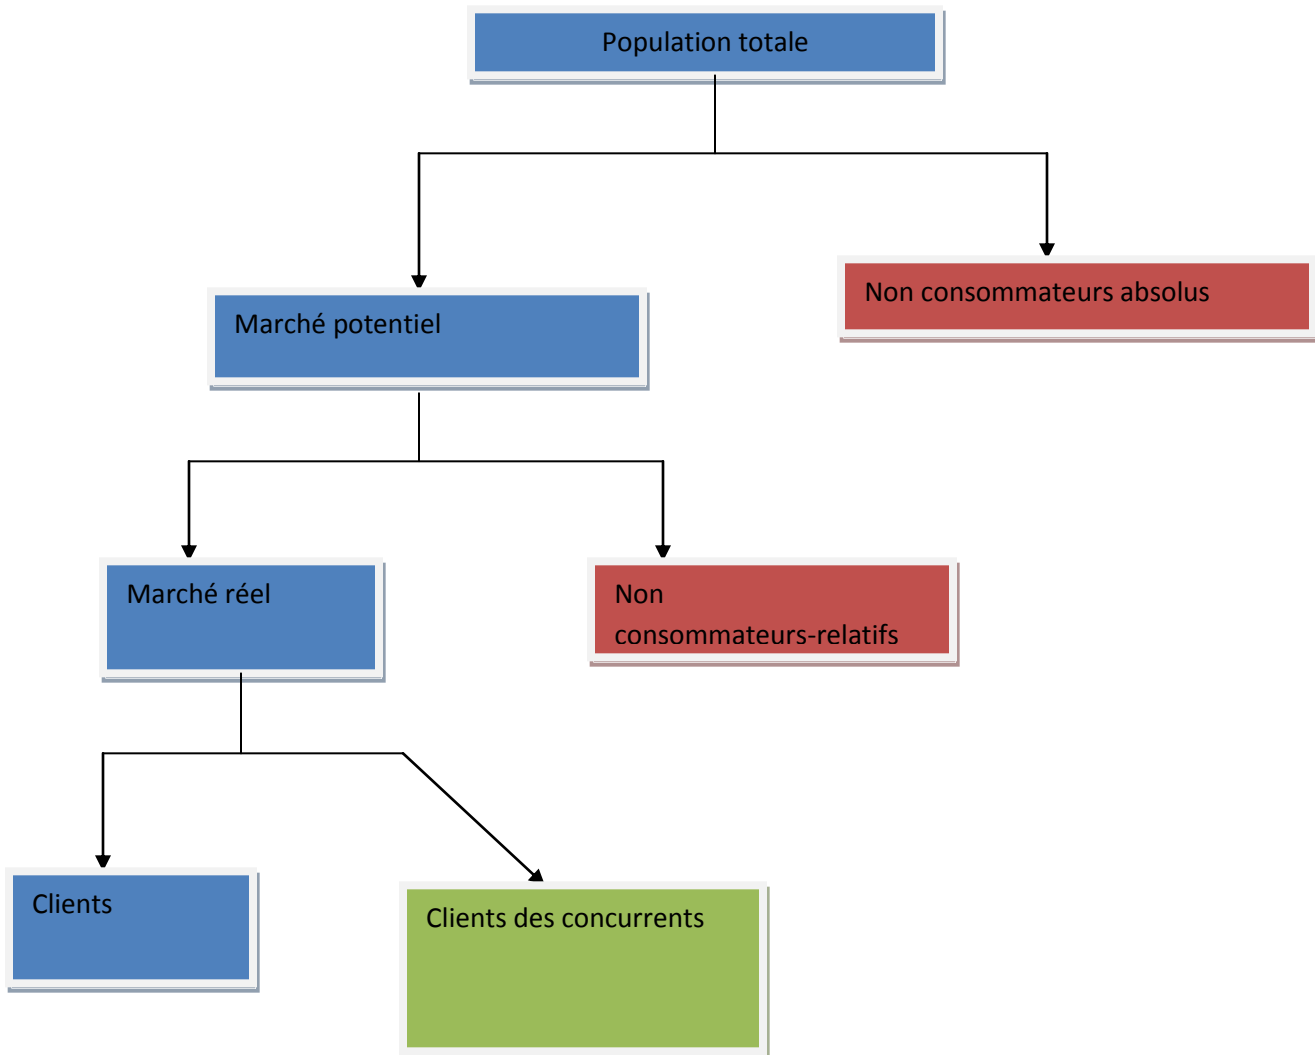 Population totale
Non consommateurs absolus
Marché potentiel
Marché réel
Non
consommateurs-relatifs
Clients
Clients des concurrents